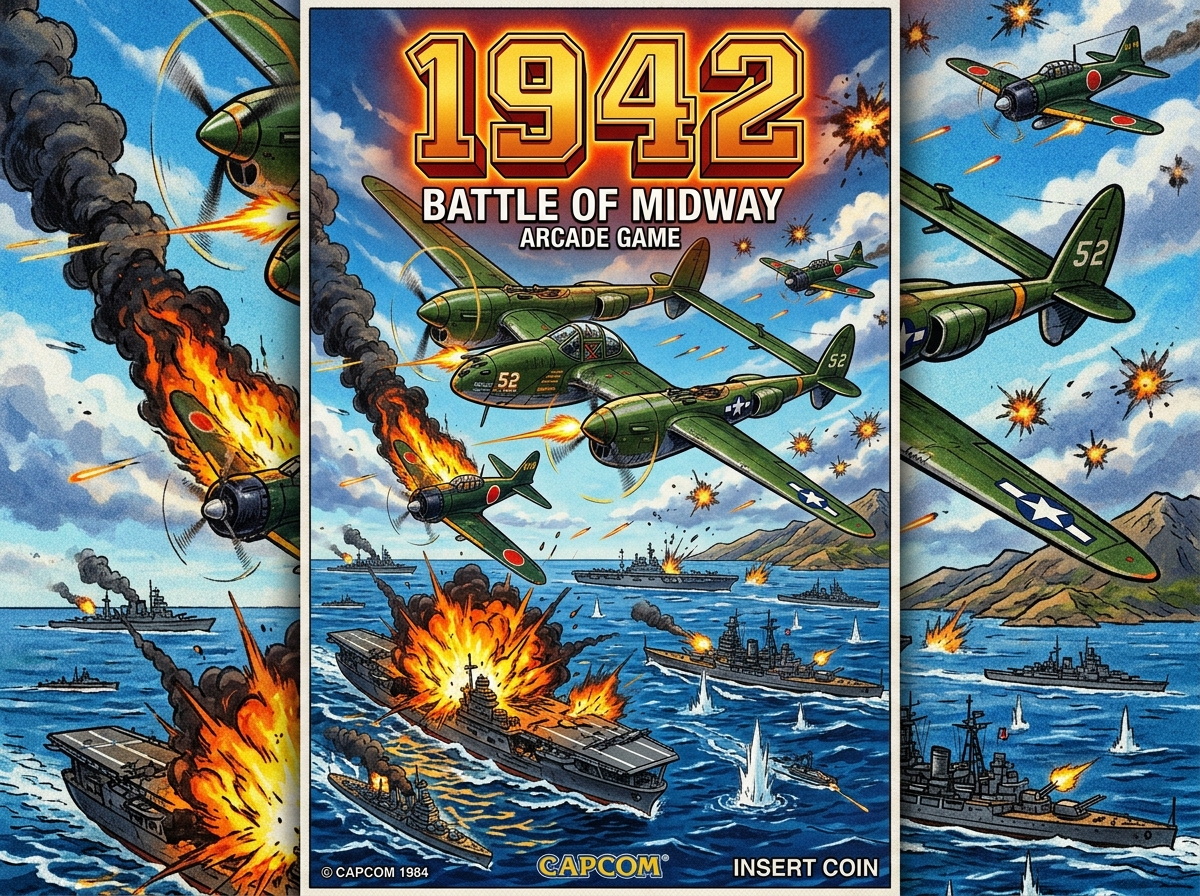 1942
BATTLE OF MIDWAY
ARCADE GAME
52
52
52
© CAPCOM 1984
CAPCOM®
INSERT COIN